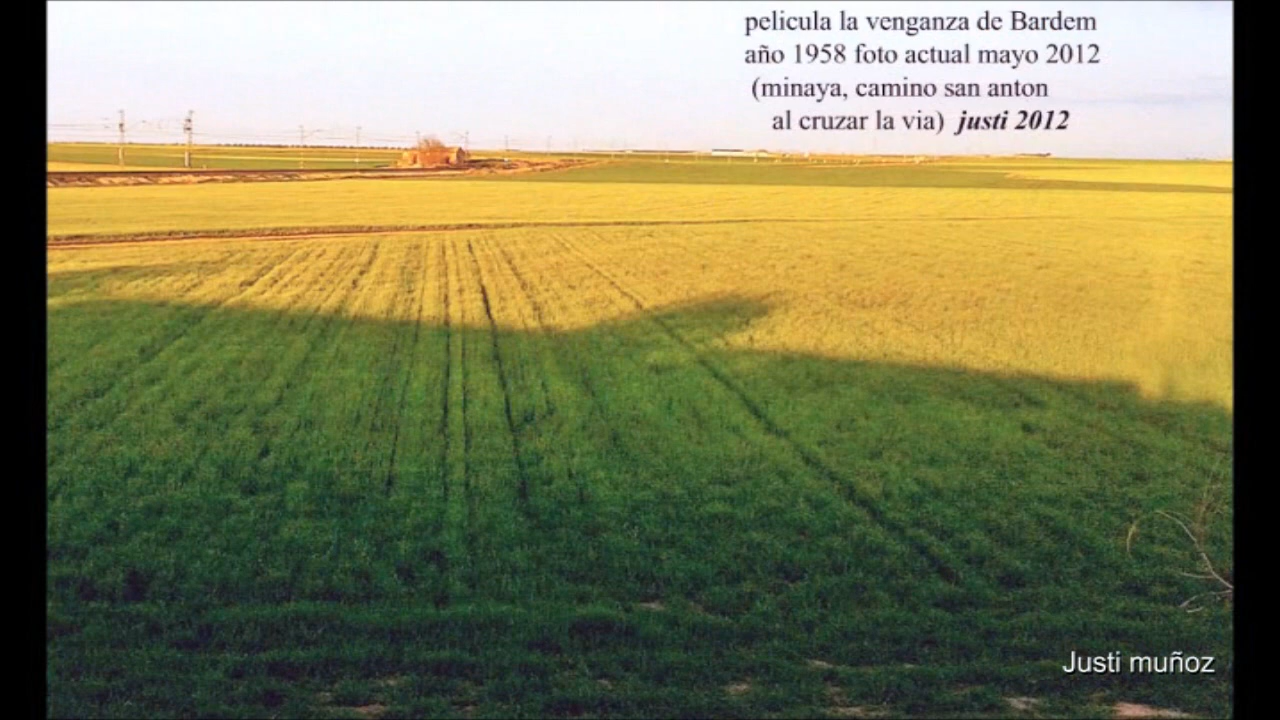 pelicula la venganza de Bardem
año 1958 foto actual mayo 2012
(minaya, camino san anton
al cruzar la via) justi 2012
Justi muñoz